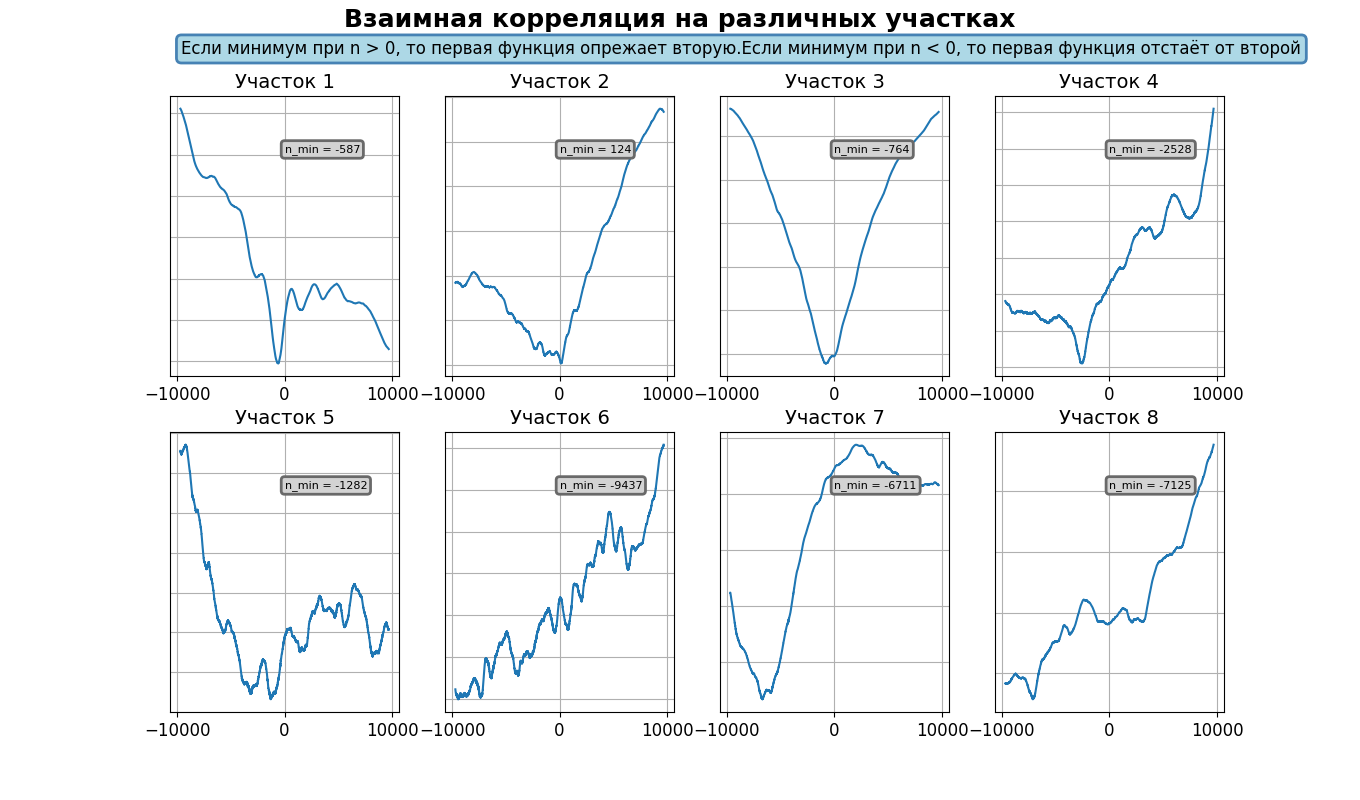 Взаимная корреляция на различных участках
Если минимум при n > 0, то первая функция опрежает вторую.Если минимум при n < 0, то первая функция отстаёт от второй
Участок 1 Участок 2 Участок 3 Участок 4
n_min = -587 n_min = 124 n_min = -764 n_min = -2528
−10000 0 10000 −10000 0 10000 −10000 0 10000 −10000 0 10000
Участок 5 Участок 6 Участок 7 Участок 8
n_min = -1282 n_min = -9437 n_min = -6711 n_min = -7125
−10000 0 10000 −10000 0 10000 −10000 0 10000 −10000 0 10000